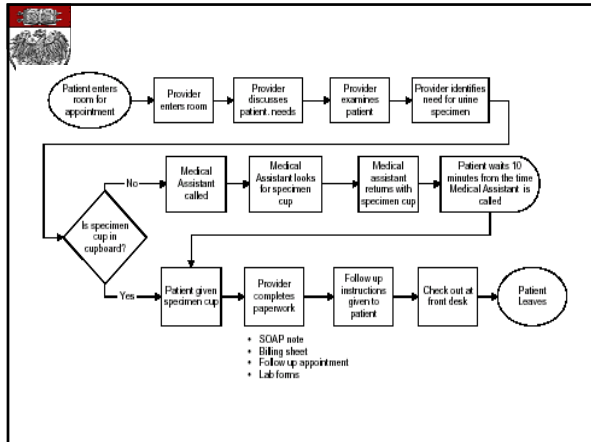 Patient enters
room for
appointment
Provider
enters room
Provider
discusses
patient. needs
Provider
examines
patient
Provider identifies
need for urine
specimen
Is specimen
cup in
cupboard?
No
Medical
Assistant
called
Medical
Assistant looks
for specimen
cup
Medical
assistant
returns with
specimen cup
Patient waits 10
minutes from the time
Medical Assistant is
called
Yes
Patient given
specimen cup
Provider
completes
paperwork
Follow up
instructions
given to
patient
Check out at
front desk
Patient
Leaves
• SOAP note
• Billing sheet
• Follow up appointment
• Lab forms